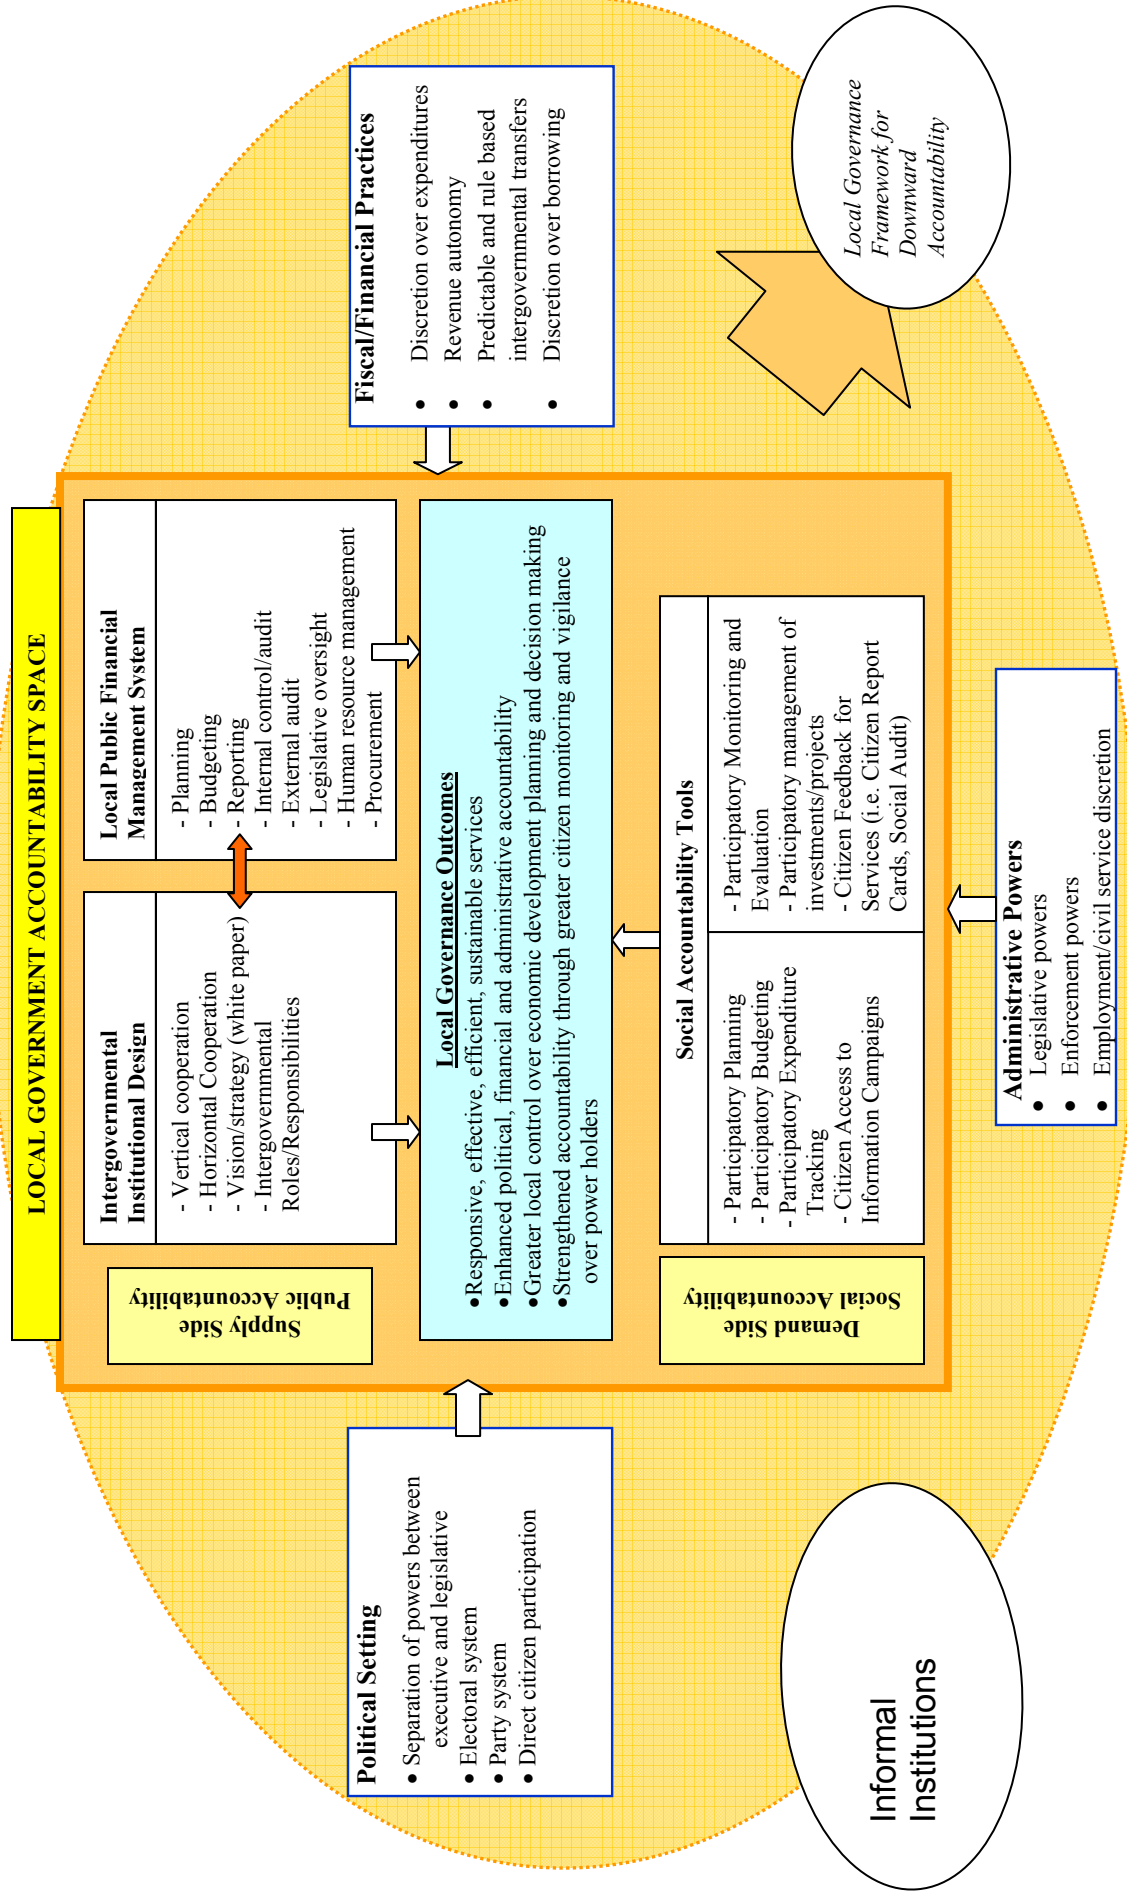 LOCAL GOVERNMENT ACCOUNTABILITY SPACE
Supply Side
Public Accountability
Intergovernmental
Institutional Design
- Vertical cooperation
- Horizontal Cooperation
- Vision/strategy (white paper)
- Intergovernmental
Roles/Responsibilities
Local Public Financial
Management System
- Planning
- Budgeting
- Reporting
- Internal control/audit
- External audit
- Legislative oversight
- Human resource management
- Procurement
Political Setting
• Separation of powers between
executive and legislative
• Electoral system
• Party system
• Direct citizen participation
Local Governance Outcomes
•Responsive, effective, efficient, sustainable services
•Enhanced political, financial and administrative accountability
•Greater local control over economic development planning and decision making
•Strengthened accountability through greater citizen monitoring and vigilance
over power holders
Fiscal/Financial Practices
• Discretion over expenditures
• Revenue autonomy
• Predictable and rule based
intergovernmental transfers
• Discretion over borrowing
Demand Side
Social Accountability
Social Accountability Tools
- Participatory Planning
- Participatory Budgeting
- Participatory Expenditure
Tracking
- Citizen Access to
Information Campaigns
- Participatory Monitoring and
Evaluation
- Participatory management of
investments/projects
- Citizen Feedback for
Services (i.e. Citizen Report
Cards, Social Audit)
Informal
Institutions
Administrative Powers
• Legislative powers
• Enforcement powers
• Employment/civil service discretion
Local Governance
Framework for
Downward
Accountability